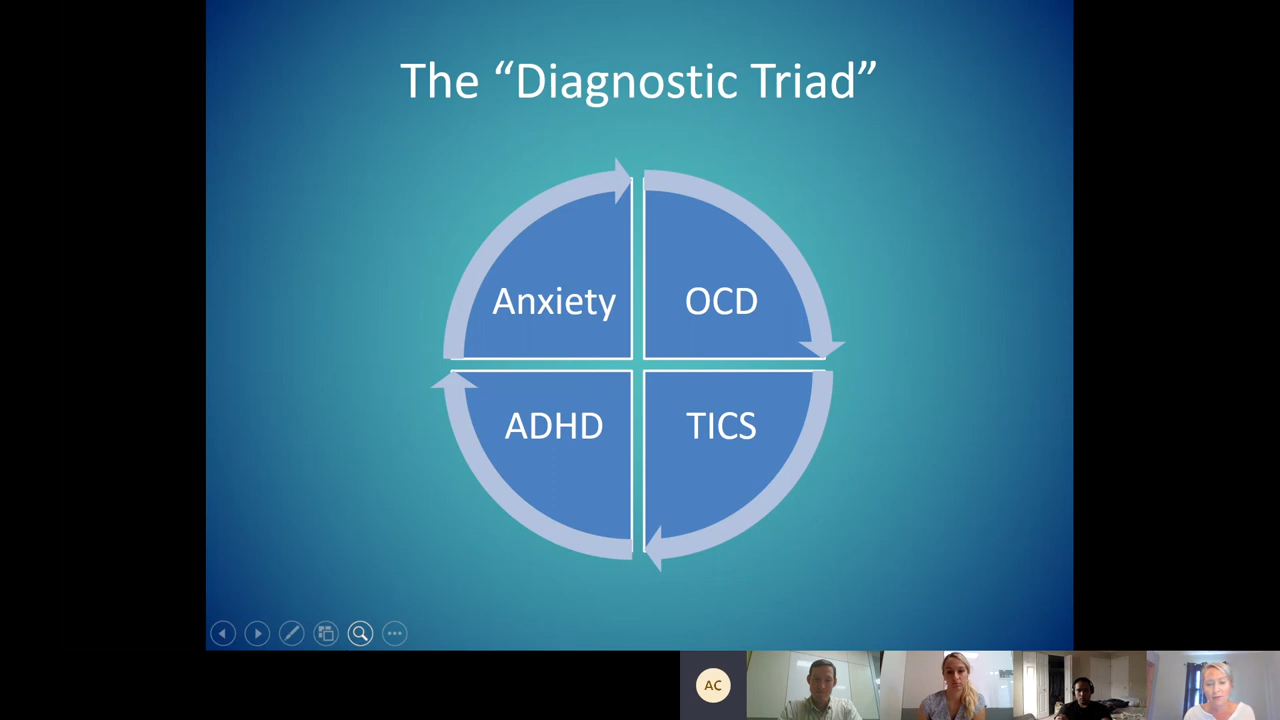 The “Diagnostic Triad”
Anxiety
OCD
ADHD
TICS
AC